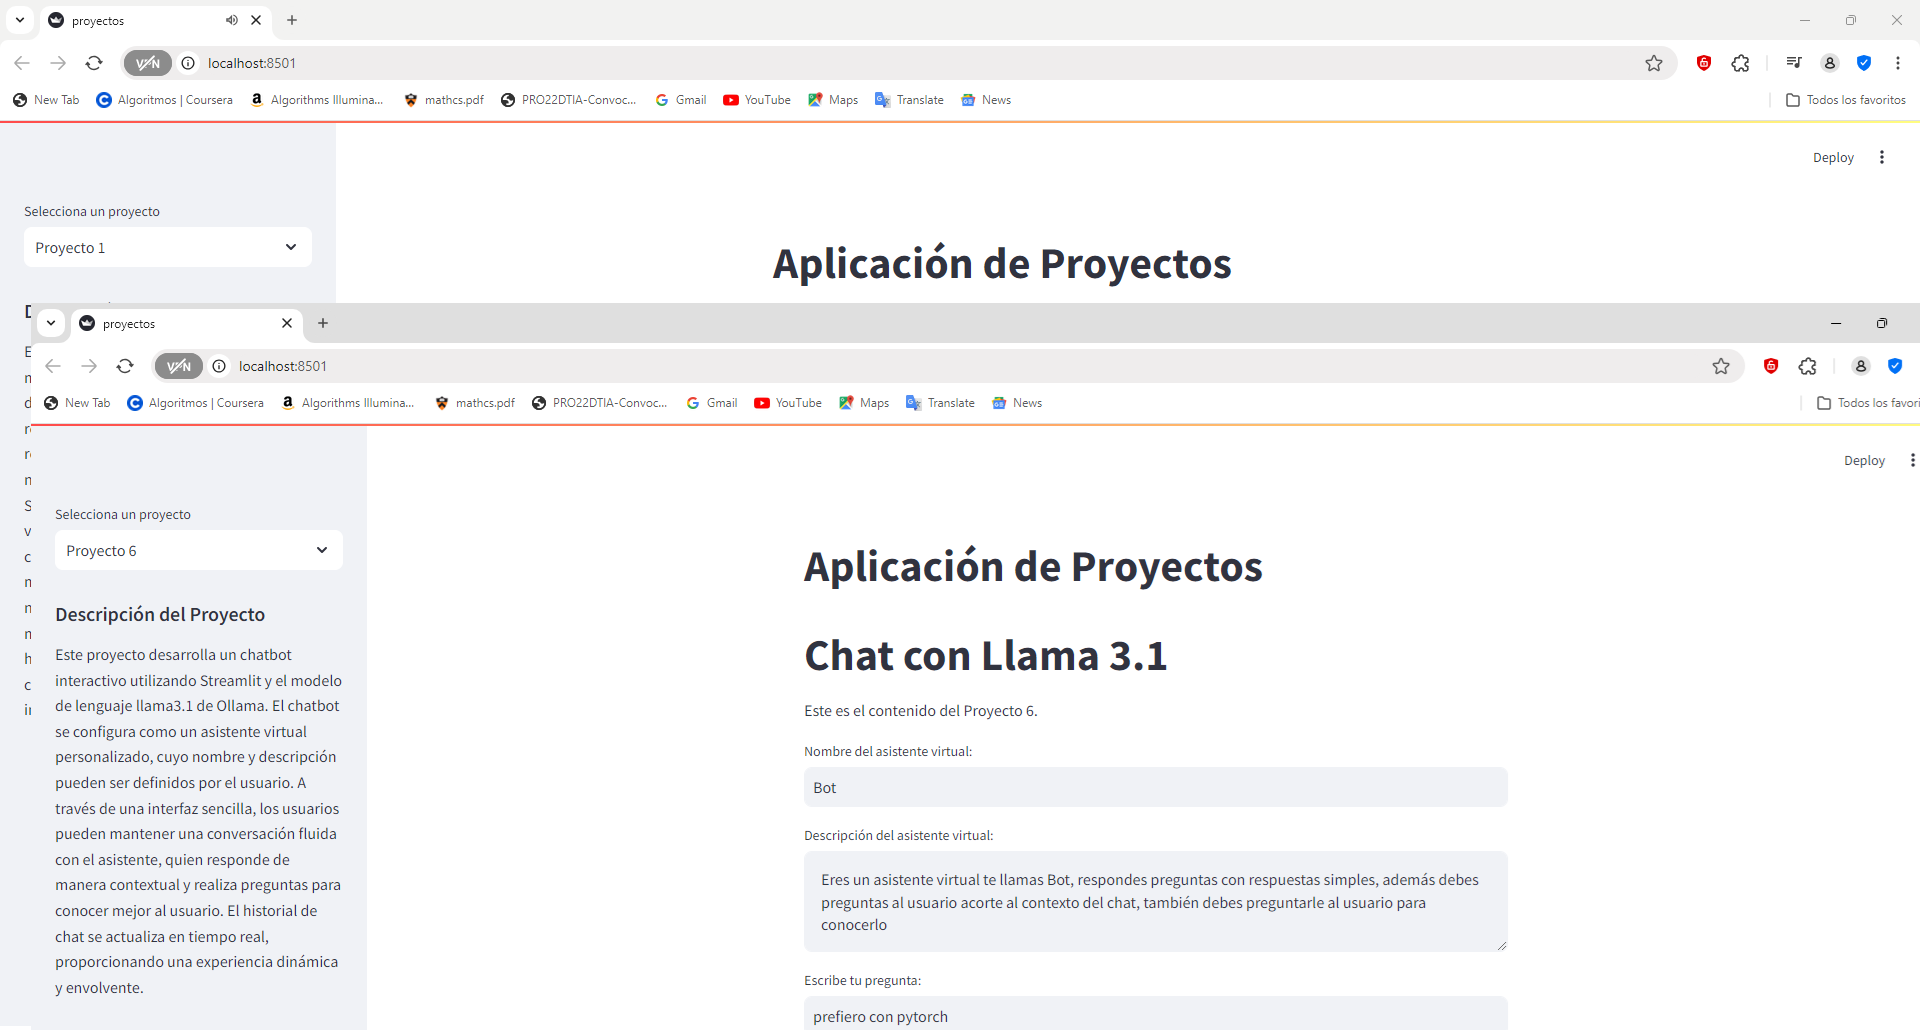 proyectos
VPN
localhost:8501
New Tab
Algoritmos | Coursera
Algorithms Illumina...
mathcs.pdf
PRO22DTIA-Convoc...
Gmail
YouTube
Maps
Translate
News
Todos los favoritos
Deploy
Selecciona un proyecto
Proyecto 1
Aplicación de Proyectos
proyectos
VPN
localhost:8501
New Tab
Algoritmos | Coursera
Algorithms Illumina...
mathcs.pdf
PRO22DTIA-Convoc...
Gmail
YouTube
Maps
Translate
News
Todos los favori
Deploy
Selecciona un proyecto
Proyecto 6
Descripción del Proyecto
Este proyecto desarrolla un chatbot
interactivo utilizando Streamlit y el modelo
de lenguaje llama3.1 de Ollama. El chatbot
se configura como un asistente virtual
personalizado, cuyo nombre y descripción
pueden ser definidos por el usuario. A
través de una interfaz sencilla, los usuarios
pueden mantener una conversación fluida
con el asistente, quien responde de
manera contextual y realiza preguntas para
conocer mejor al usuario. El historial de
chat se actualiza en tiempo real,
proporcionando una experiencia dinámica
y envolvente.
Aplicación de Proyectos
Chat con Llama 3.1
Este es el contenido del Proyecto 6.
Nombre del asistente virtual:
Bot
Descripción del asistente virtual:
Eres un asistente virtual te llamas Bot, respondes preguntas con respuestas simples, además debes
preguntas al usuario acorte al contexto del chat, también debes preguntarle al usuario para
conocerlo
Escribe tu pregunta:
prefiero con pytorch